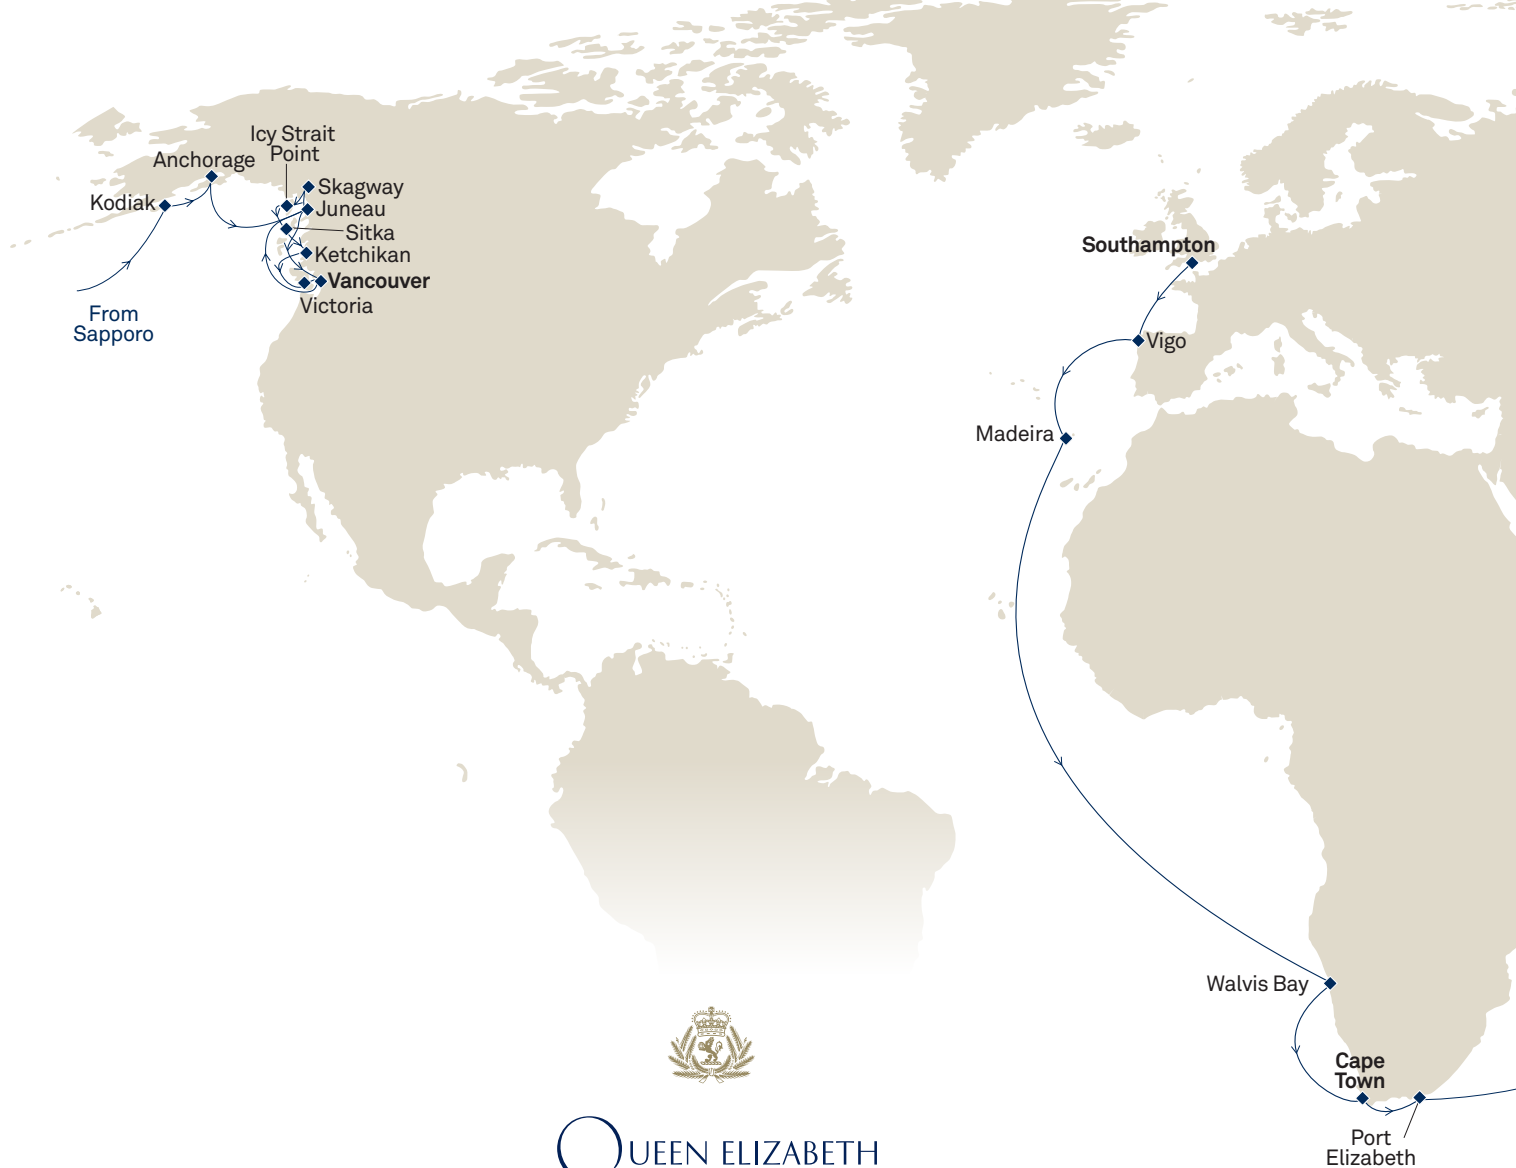 Icy Strait
Point
Anchorage
Skagway
Kodiak
Juneau
Sitka
Ketchikan
Vancouver
Victoria
From
Sapporo
Southampton
Vigo
Madeira
Walvis Bay
Cape
Town
Port
Elizabeth
QUEEN ELIZABETH